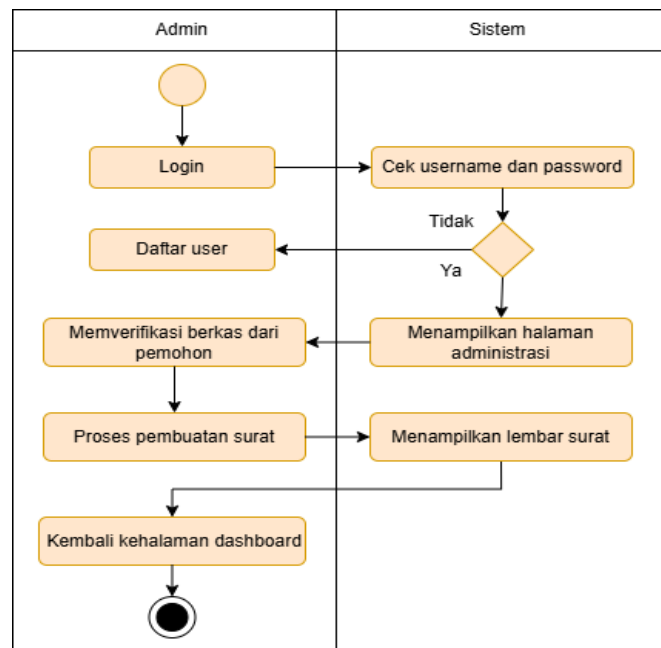 Admin
Sistem
Login
Cek username dan password
Tidak
Daftar user
Ya
Memverifikasi berkas dari
pemohon
Menampilkan halaman
administrasi
Proses pembuatan surat
Menampilkan lembar surat
Kembali kehalaman dashboard